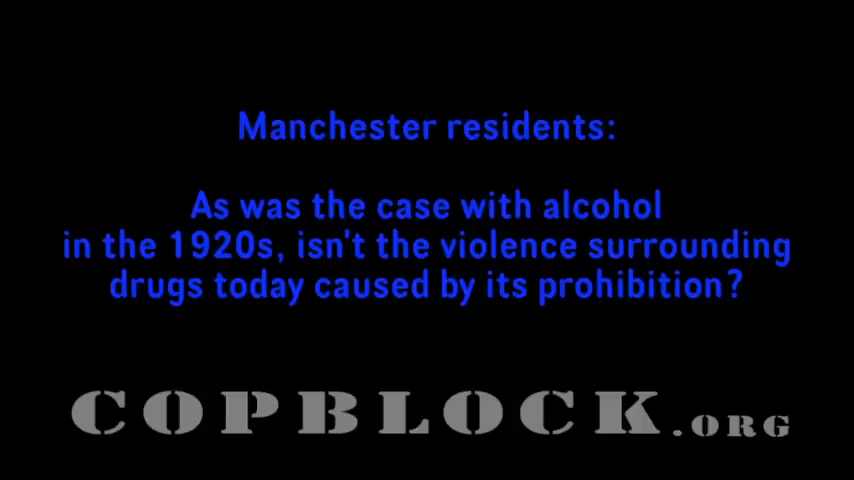 Manchester residents:
As was the case with alcohol
in the 1920s, isn't the violence surrounding
drugs today caused by its prohibition?
COPBLOCK.ORG